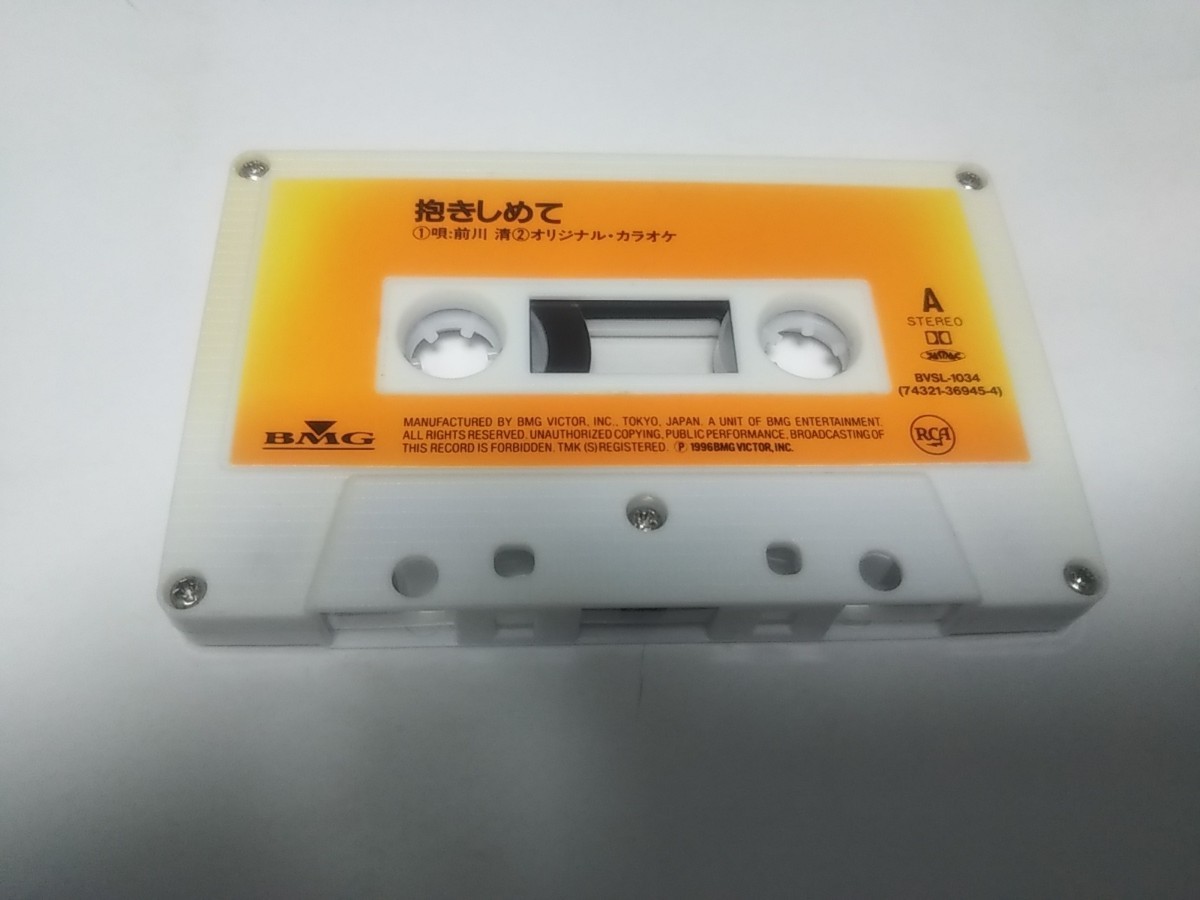 抱きしめて
①唄:前川 清②オリジナル・カラオケ
A
STEREO
BVSL-1034
(74321-36945-4)
BMG
MANUFACTURED BY BMG VICTOR, INC., TOKYO, JAPAN. A UNIT OF BMG ENTERTAINMENT.
ALL RIGHTS RESERVED. UNAUTHORIZED COPYING, PUBLIC PERFORMANCE, BROADCASTING OF
THIS RECORD IS FORBIDDEN. TMK (S) REGISTERED. Ⓟ 1996 BMG VICTOR, INC.
RCA